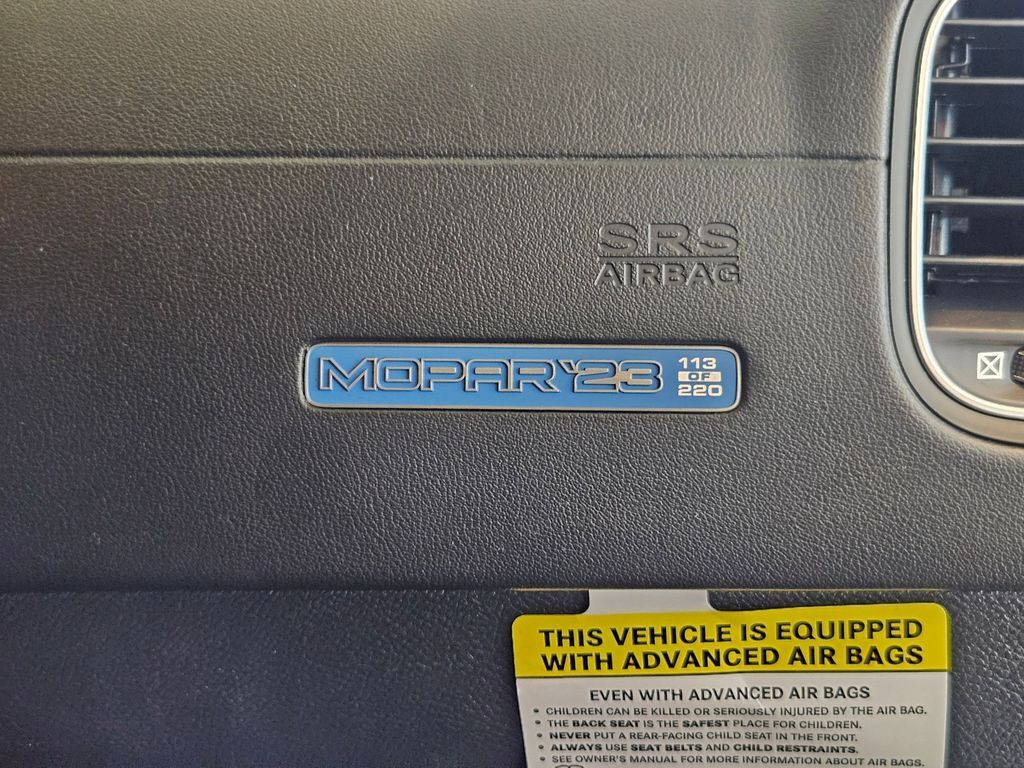 SRS
AIRBAG
MOPAR '23
113
OF
220
THIS VEHICLE IS EQUIPPED
WITH ADVANCED AIR BAGS
EVEN WITH ADVANCED AIR BAGS
• CHILDREN CAN BE KILLED OR SERIOUSLY INJURED BY THE AIR BAG.
• THE BACK SEAT IS THE SAFEST PLACE FOR CHILDREN.
• NEVER PUT A REAR-FACING CHILD SEAT IN THE FRONT.
• ALWAYS USE SEAT BELTS AND CHILD RESTRAINTS.
• SEE OWNER'S MANUAL FOR MORE INFORMATION ABOUT AIR BAGS.